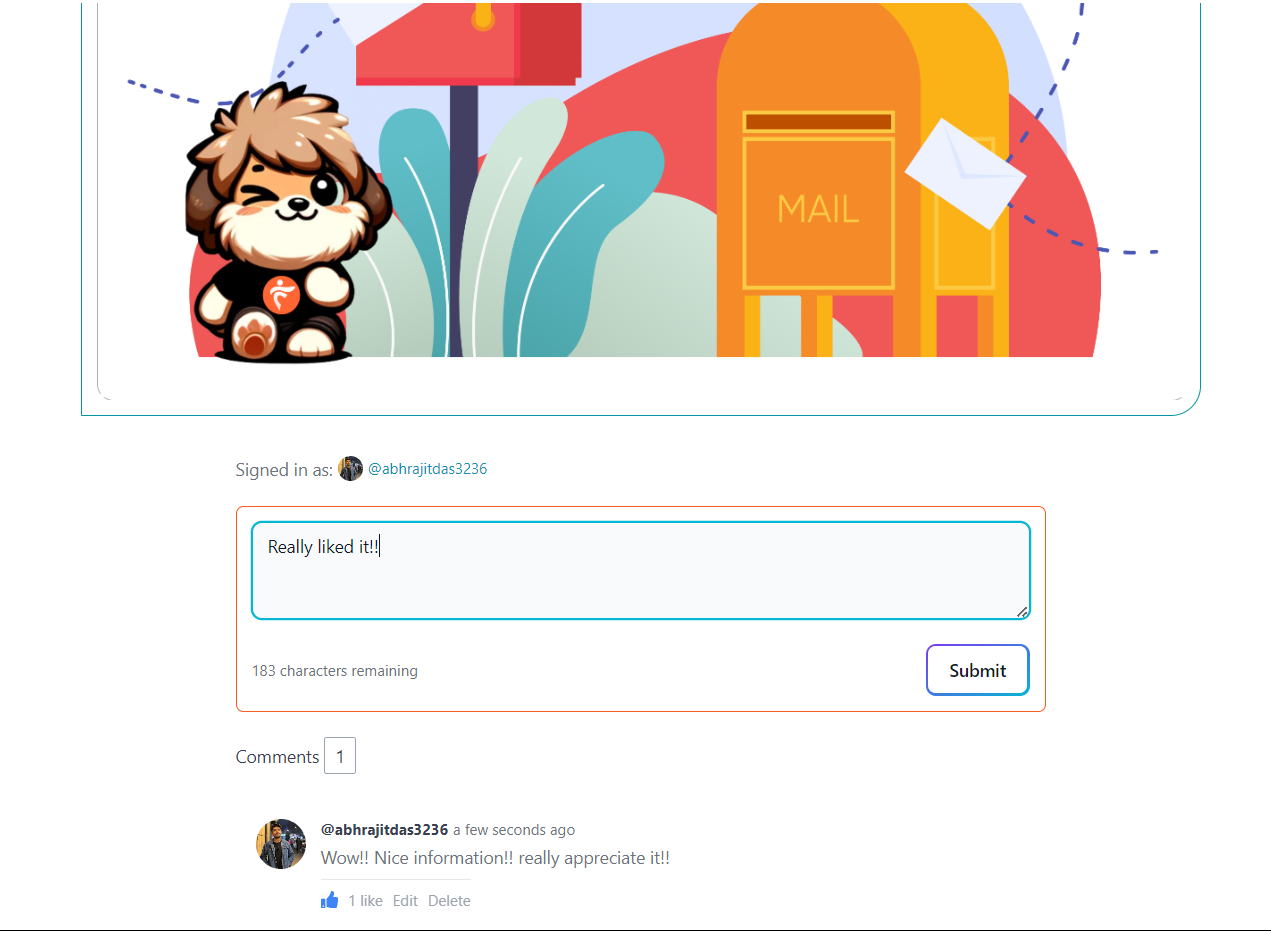 MAIL
Signed in as: @abhrajitdas3236
Really liked it!!
183 characters remaining
Submit
Comments 1
@abhrajitdas3236 a few seconds ago
Wow!! Nice information!! really appreciate it!!
1 like Edit Delete